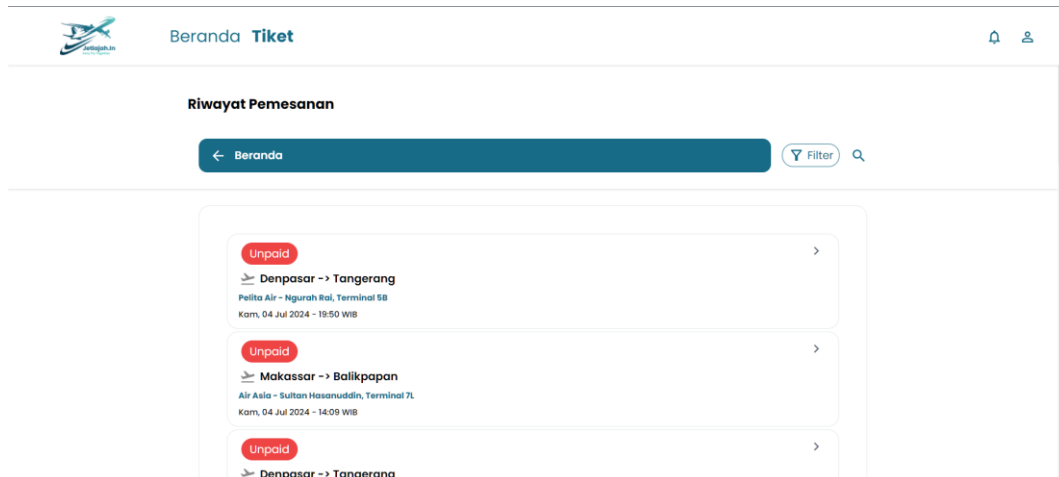 Jetlajah.in
Beranda Tiket
Riwayat Pemesanan
← Beranda
Filter
Unpaid
Denpasar -> Tangerang
Pelita Air - Ngurah Rai, Terminal 5B
Kam, 04 Jul 2024 - 19:50 WIB
Unpaid
Makassar -> Balikpapan
Air Asia - Sultan Hasanuddin, Terminal 7L
Kam, 04 Jul 2024 - 14:09 WIB
Unpaid
Denpasar -> Tangerang